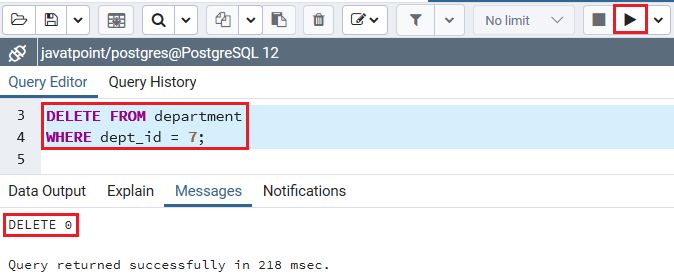 No limit
javatpoint/postgres@PostgreSQL 12
Query Editor Query History
3 DELETE FROM department
4 WHERE dept_id = 7;
5
Data Output Explain Messages Notifications
DELETE 0
Query returned successfully in 218 msec.